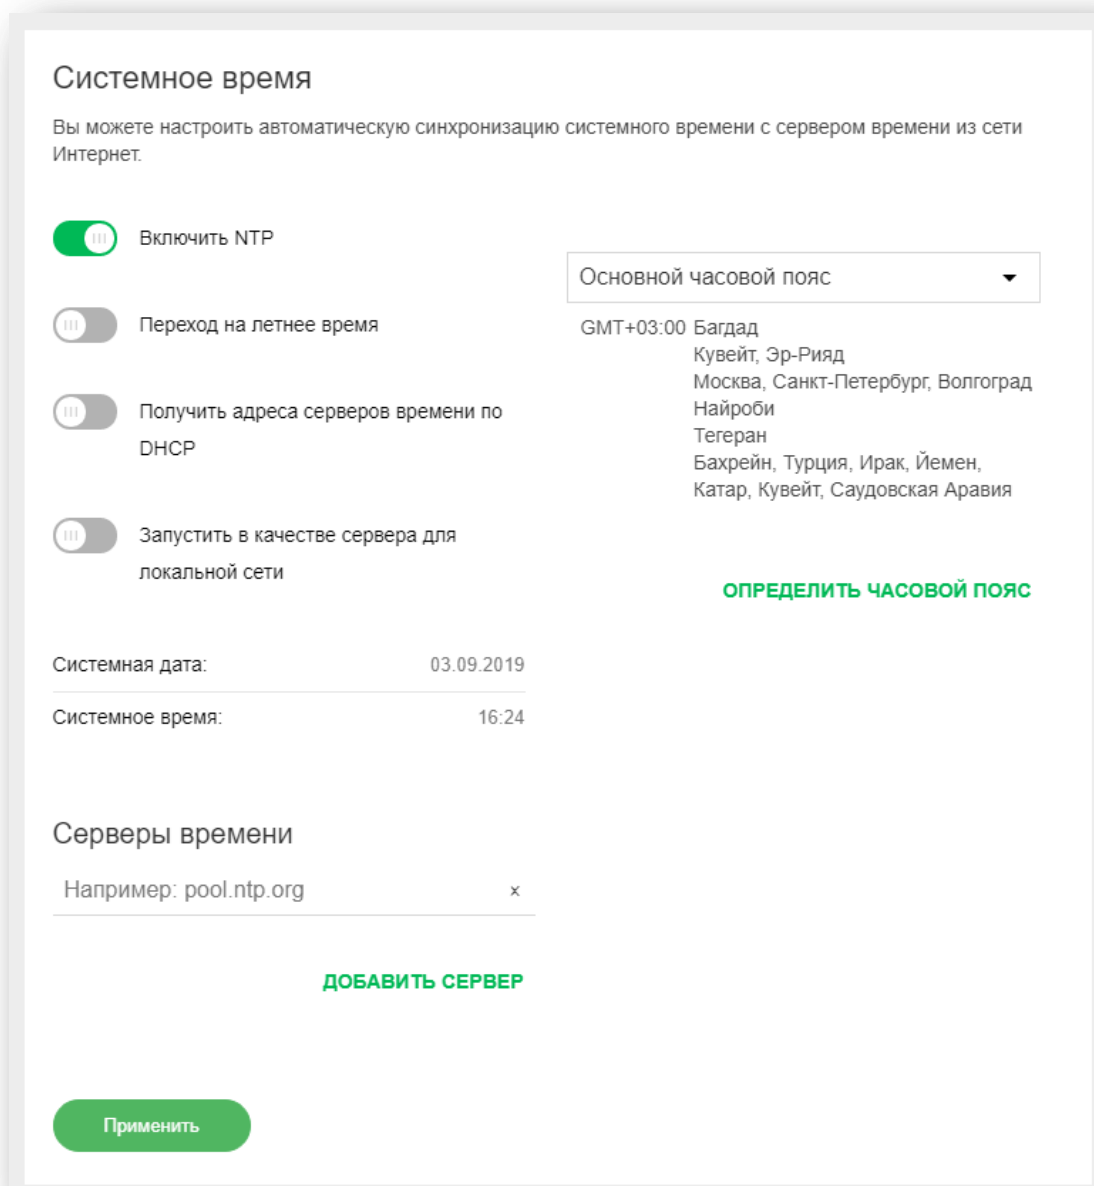 Системное время
Вы можете настроить автоматическую синхронизацию системного времени с сервером времени из сети
Интернет.
Включить NTP
Переход на летнее время
Получить адреса серверов времени по
DHCP
Запустить в качестве сервера для
локальной сети
Основной часовой пояс
GMT+03:00 Багдад
Кувейт, Эр-Рияд
Москва, Санкт-Петербург, Волгоград
Найроби
Тегеран
Бахрейн, Турция, Ирак, Йемен,
Катар, Кувейт, Саудовская Аравия
ОПРЕДЕЛИТЬ ЧАСОВОЙ ПОЯС
Системная дата: 03.09.2019
Системное время: 16:24
Серверы времени
Например: pool.ntp.org
ДОБАВИТЬ СЕРВЕР
Применить